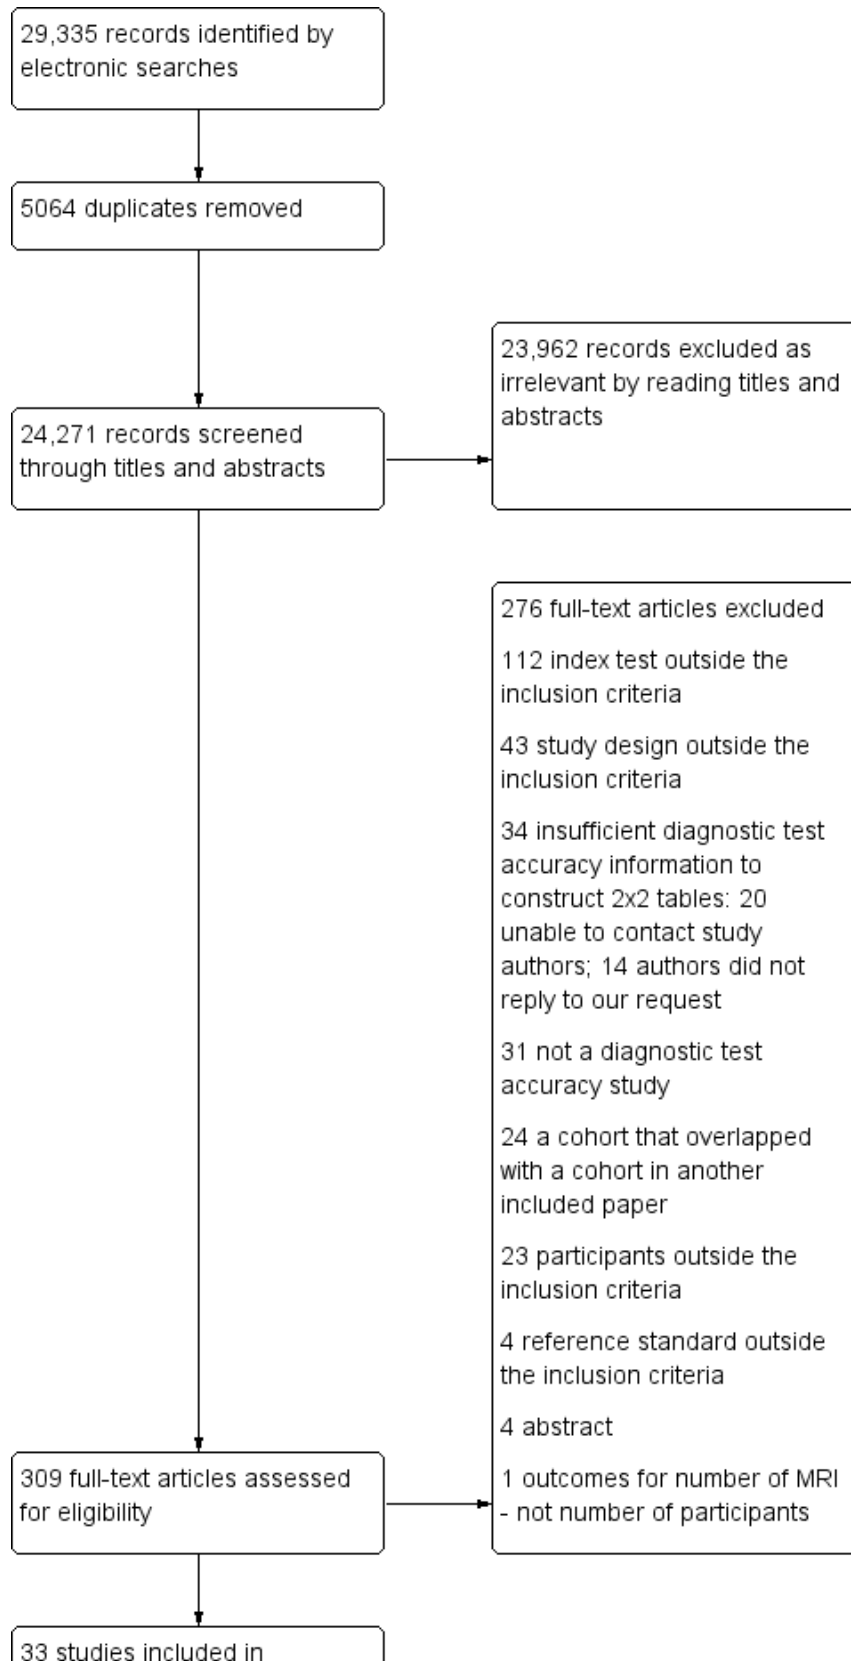 29,335 records identified by
electronic searches
5064 duplicates removed
23,962 records excluded as
irrelevant by reading titles and
abstracts
24,271 records screened
through titles and abstracts
276 full-text articles excluded
112 index test outside the
inclusion criteria
43 study design outside the
inclusion criteria
34 insufficient diagnostic test
accuracy information to
construct 2x2 tables: 20
unable to contact study
authors; 14 authors did not
reply to our request
31 not a diagnostic test
accuracy study
24 a cohort that overlapped
with a cohort in another
included paper
23 participants outside the
inclusion criteria
4 reference standard outside
the inclusion criteria
4 abstract
1 outcomes for number of MRI
- not number of participants
309 full-text articles assessed
for eligibility
33 studies included in